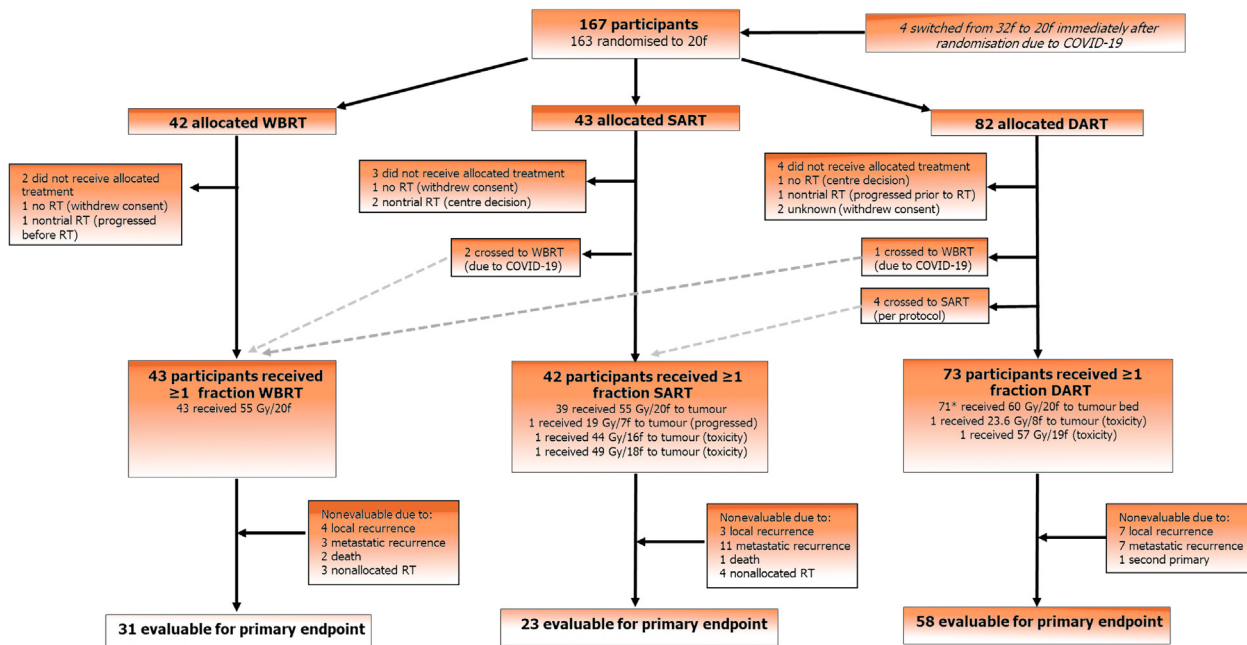 167 participants
163 randomised to 20f
4 switched from 32f to 20f immediately after
randomisation due to COVID-19
42 allocated WBRT
43 allocated SART
82 allocated DART
2 did not receive allocated
treatment
1 no RT (withdrew consent)
1 nontrial RT (progressed
before RT)
3 did not receive allocated treatment
1 no RT (withdrew consent)
2 nontrial RT (centre decision)
4 did not receive allocated treatment
1 no RT (centre decision)
1 nontrial RT (progressed prior to RT)
2 unknown (withdrew consent)
2 crossed to WBRT
(due to COVID-19)
1 crossed to WBRT
(due to COVID-19)
4 crossed to SART
(per protocol)
43 participants received
≥1 fraction WBRT
43 received 55 Gy/20f
42 participants received ≥1
fraction SART
39 received 55 Gy/20f to tumour
1 received 19 Gy/7f to tumour (progressed)
1 received 44 Gy/16f to tumour (toxicity)
1 received 49 Gy/18f to tumour (toxicity)
73 participants received ≥1
fraction DART
71* received 60 Gy/20f to tumour bed
1 received 23.6 Gy/8f to tumour (toxicity)
1 received 57 Gy/19f (toxicity)
Nonevaluable due to:
4 local recurrence
3 metastatic recurrence
2 death
3 nonallocated RT
Nonevaluable due to:
3 local recurrence
11 metastatic recurrence
1 death
4 nonallocated RT
Nonevaluable due to:
7 local recurrence
7 metastatic recurrence
1 second primary
31 evaluable for primary endpoint
23 evaluable for primary endpoint
58 evaluable for primary endpoint